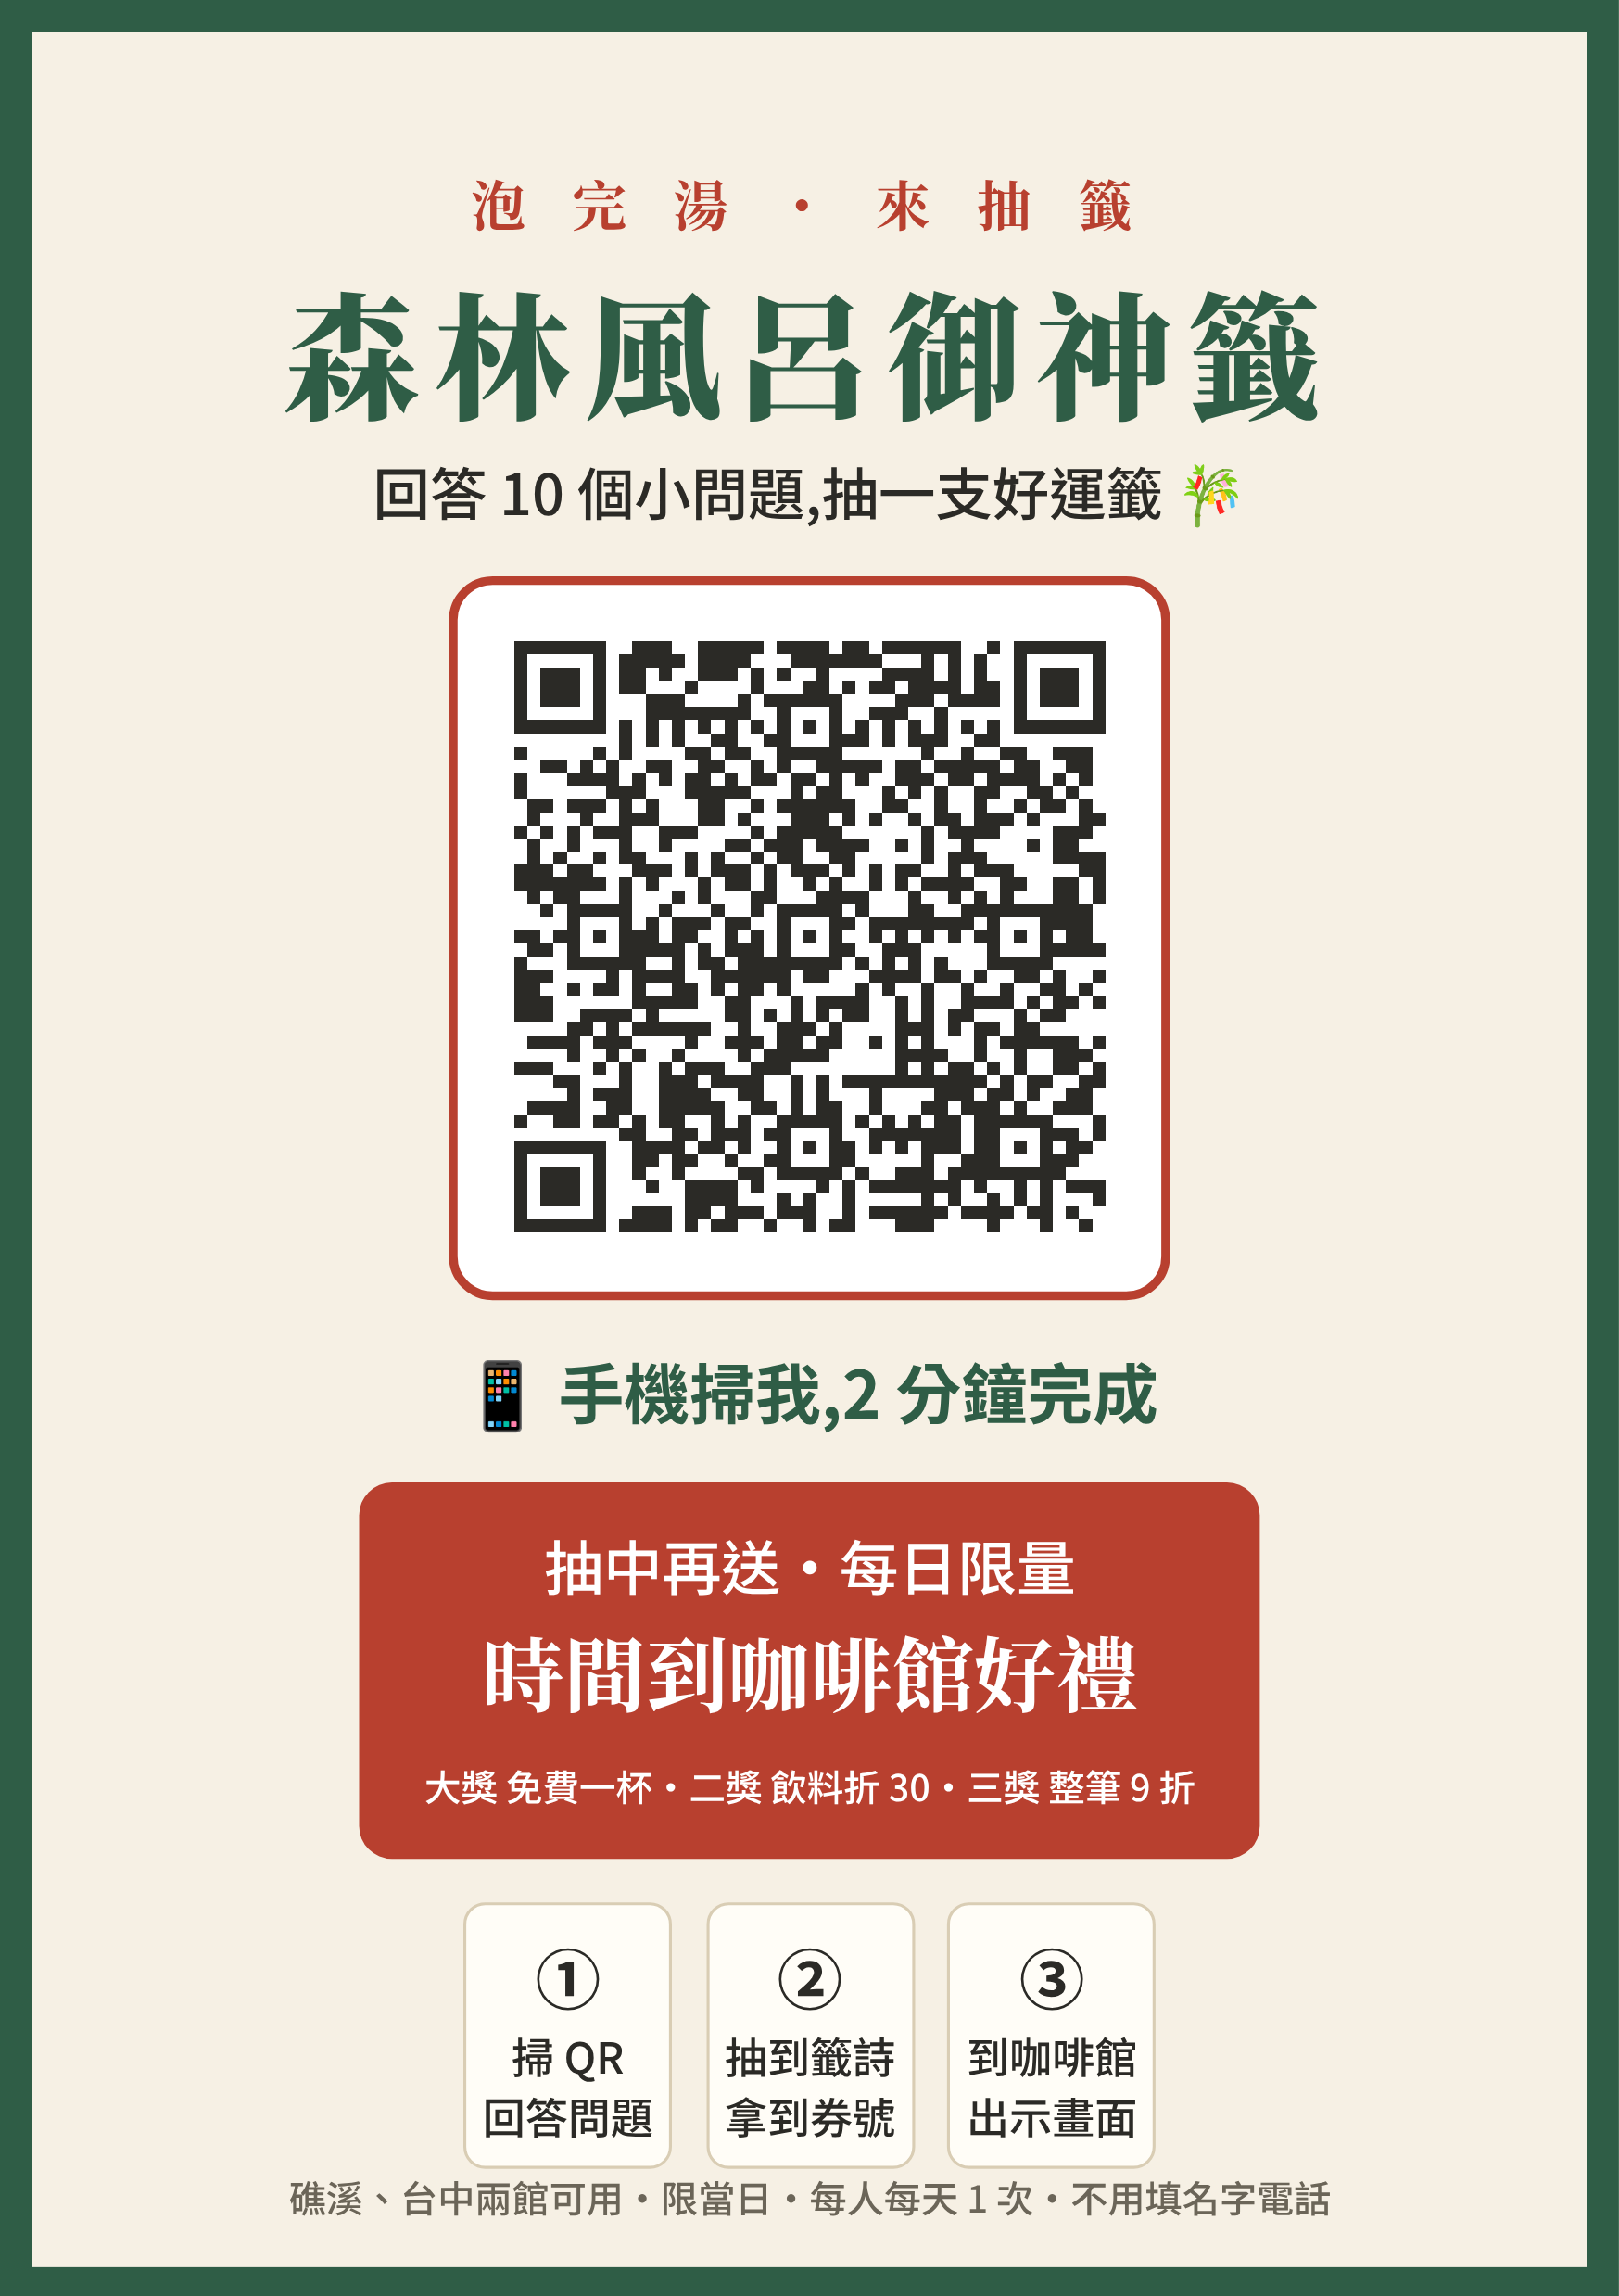 泡完湯・來抽籤
森林風呂御神籤
回答 10 個小問題,抽一支好運籤 🎋
📱 手機掃我,2 分鐘完成
抽中再送・每日限量
時間到咖啡館好禮
大獎 免費一杯・二獎 飲料折 30・三獎 整筆 9 折
①
掃 QR
回答問題
②
抽到籤詩
拿到券號
③
到咖啡館
出示畫面
礁溪、台中兩館可用・限當日・每人每天 1 次・不用填名字電話